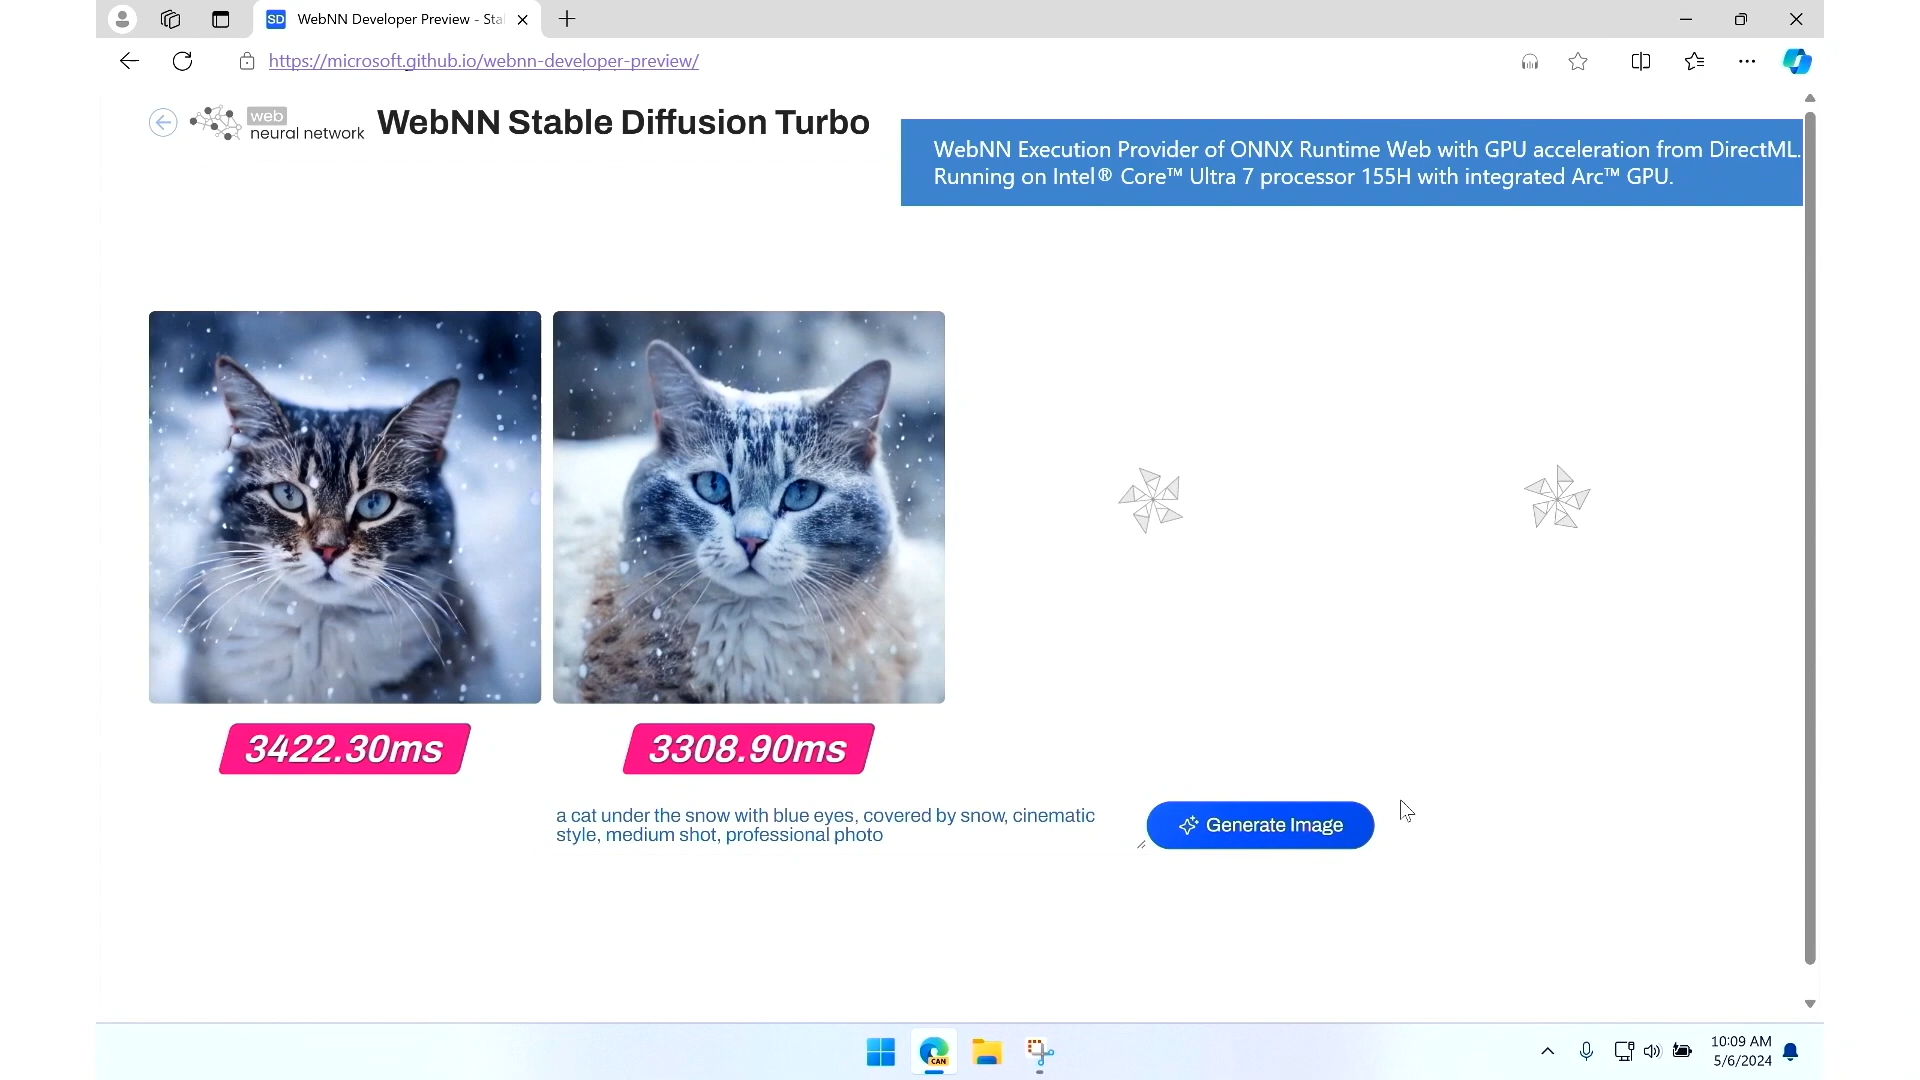 SD WebNN Developer Preview - Sta
https://microsoft.github.io/webnn-developer-preview/
web
neural network
WebNN Stable Diffusion Turbo
WebNN Execution Provider of ONNX Runtime Web with GPU acceleration from DirectML.
Running on Intel® Core™ Ultra 7 processor 155H with integrated Arc™ GPU.
3422.30ms
3308.90ms
a cat under the snow with blue eyes, covered by snow, cinematic
style, medium shot, professional photo
Generate Image
CAN
10:09 AM
5/6/2024